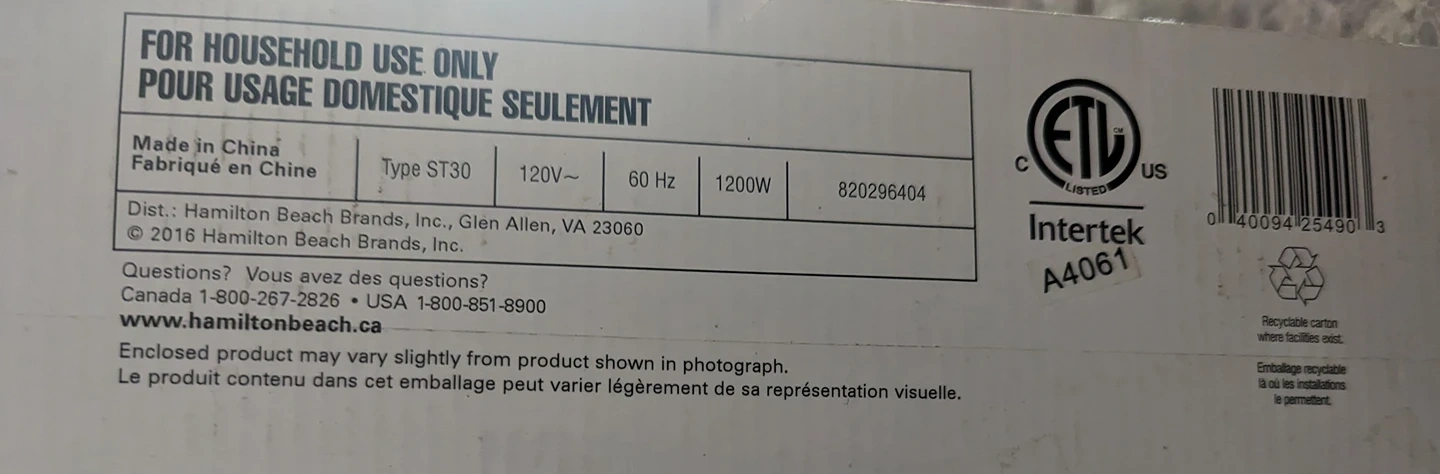 FOR HOUSEHOLD USE ONLY
POUR USAGE DOMESTIQUE SEULEMENT
Made in China
Fabriqué en Chine
Type ST30
120V~
60 Hz
1200W
820296404
Dist.: Hamilton Beach Brands, Inc., Glen Allen, VA 23060
© 2016 Hamilton Beach Brands, Inc.
Questions? Vous avez des questions?
Canada 1-800-267-2826 • USA 1-800-851-8900
www.hamiltonbeach.ca
Enclosed product may vary slightly from product shown in photograph.
Le produit contenu dans cet emballage peut varier légèrement de sa représentation visuelle.
ETL CM
C US
LISTED
Intertek
A4061
0 40094 25490 3
Recyclable carton
where facilities exist.
Emballage recyclable
là où les installations
le permettent.